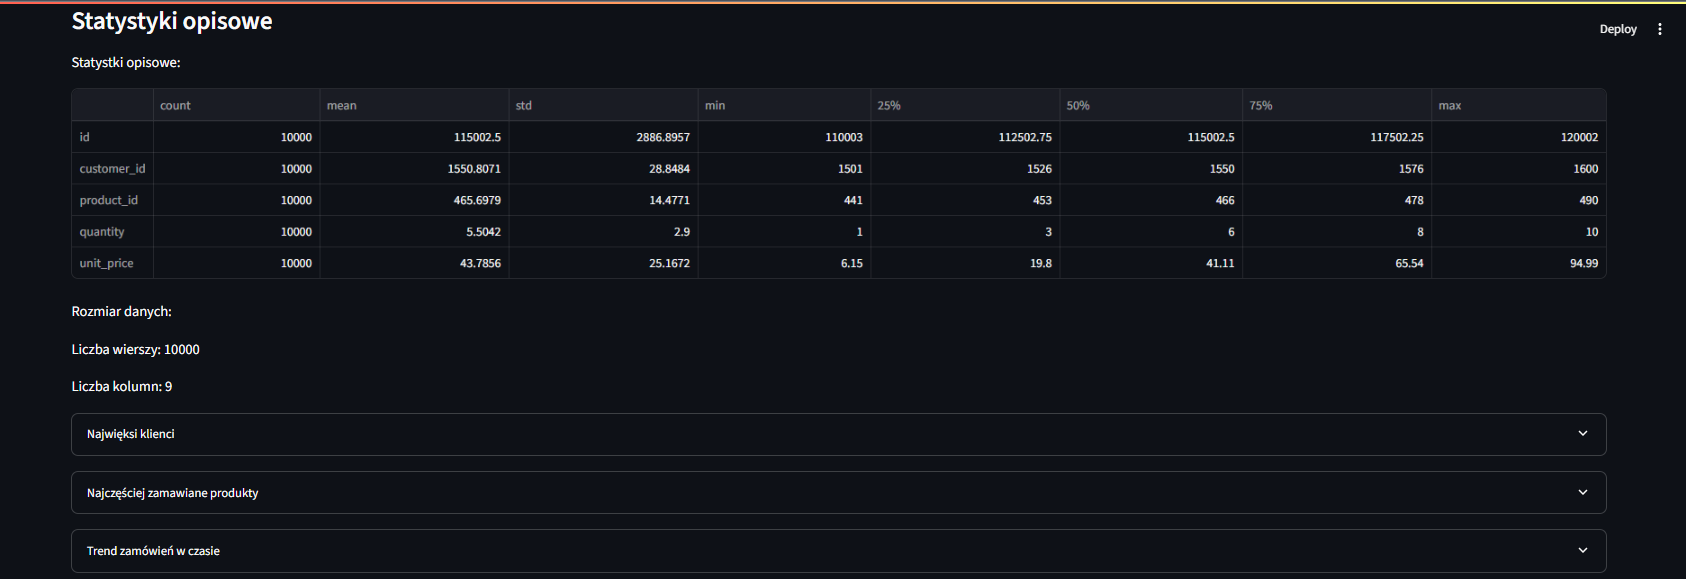 Statystyki opisowe
Deploy
Statystki opisowe:
count mean std min 25% 50% 75% max
id 10000 115002.5 2886.8957 110003 112502.75 115002.5 117502.25 120002
customer_id 10000 1550.8071 28.8484 1501 1526 1550 1576 1600
product_id 10000 465.6979 14.4771 441 453 466 478 490
quantity 10000 5.5042 2.9 1 3 6 8 10
unit_price 10000 43.7856 25.1672 6.15 19.8 41.11 65.54 94.99
Rozmiar danych:
Liczba wierszy: 10000
Liczba kolumn: 9
Najwięksi klienci
Najczęściej zamawiane produkty
Trend zamówień w czasie